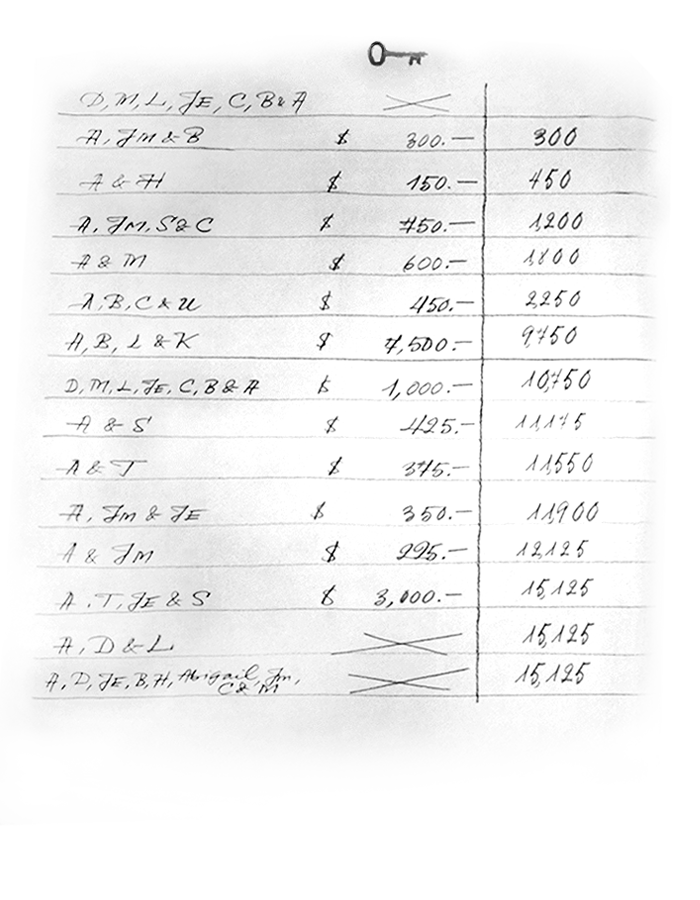 D, M, L, JE, C, B & A
A, JM & B $ 300.— 300
A & H $ 150.— 450
A, JM, S & C $ 750.— 1,200
A & M $ 600.— 1,800
A, B, C & U $ 450.— 2,250
A, B, L & K $ 7,500.— 9,750
D, M, L, JE, C, B & A $ 1,000.— 10,750
A & S $ 425.— 11,175
A & T $ 375.— 11,550
A, JM & JE $ 350.— 11,900
A & JM $ 225.— 12,125
A, T, JE & S $ 3,000.— 15,125
A, D & L 15,125
A, D, JE, B, H, Abigail, Jm, 15,125
C & M